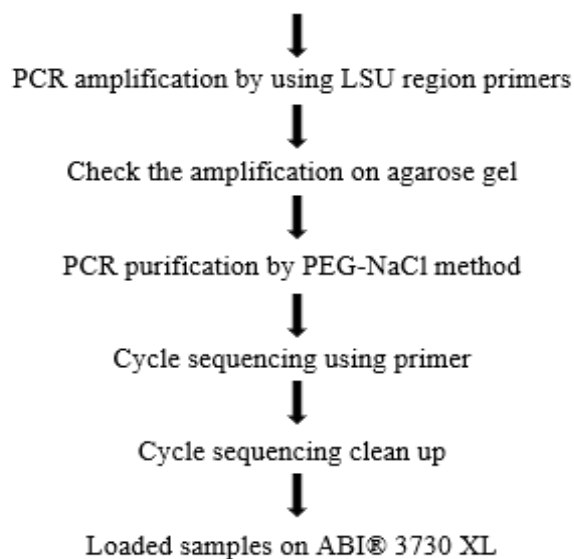 PCR amplification by using LSU region primers
Check the amplification on agarose gel
PCR purification by PEG-NaCl method
Cycle sequencing using primer
Cycle sequencing clean up
Loaded samples on ABI® 3730 XL